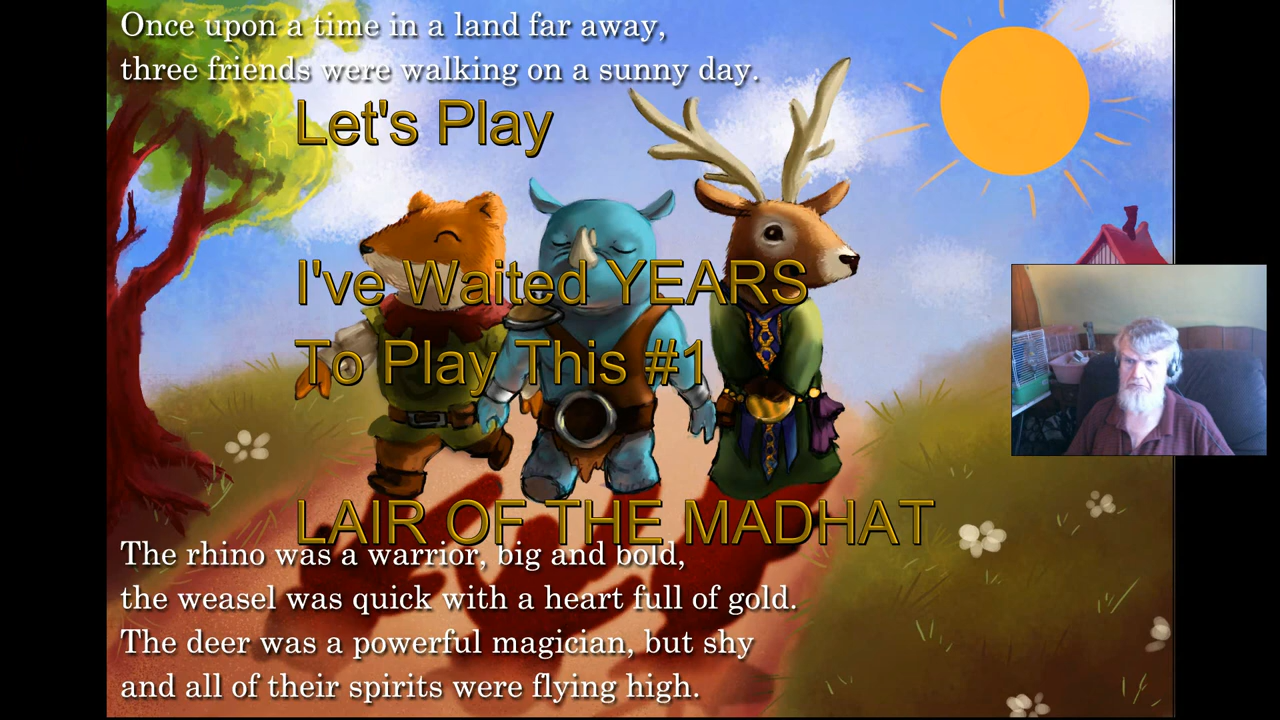 Once upon a time in a land far away,
three friends were walking on a sunny day.
Let's Play
I've Waited YEARS
To Play This #1
LAIR OF THE MADHAT
The rhino was a warrior, big and bold,
the weasel was quick with a heart full of gold.
The deer was a powerful magician, but shy
and all of their spirits were flying high.